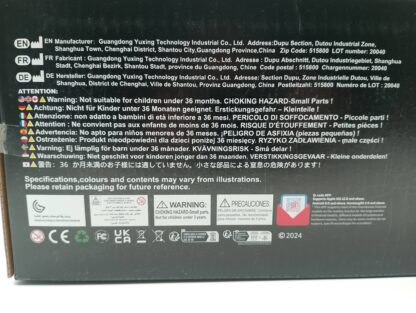 EN Manufacturer: Guangdong Yuxing Technology Industrial Co., Ltd. Adress:Dupu Section, Dutou Industrial Zone,
Shanghua Town, Chenghai District, Shantou City,Guangdong Province,China Zip Code: 515800 LOT NUMBER: 20040
FR Fabricant : Guangdong Yuxing Technology Industrial Co., Ltd. Adresse : Dupu Abschnitt, Dutou Industriegebiet, Shanghua
Stadt, Bezirk Chenghai, Stadt Shantou, Provinz Guangdong, China Postleitzahl: 515800 Chargennummer: 20040
DE Hersteller: Guangdong Yuxing Technology Industrial Co., Ltd. Adresse : Section Dupu, Zone Industrielle Dutou, Ville de
Shanghua, District de Chenghai, Ville de Shantou, Province du Guangdong, Chine Code postal: 515800 Numéro de LOT : 20040
ATTENTION:
Warning: Not suitable for children under 36 months. CHOKING HAZARD-Small Parts !
Achtung: Nicht für Kinder unter 36 Monaten geeignet. Erstickungsgefahr – Kleinteile !
Attenzione: non adatto a bambini di età inferiore a 36 mesi. PERICOLO DI SOFFOCAMENTO - Piccole parti !
Attention : Ne convient pas aux enfants de moins de 36 mois. RISQUE D'ÉTOUFFEMENT - Petites pièces !
Advertencia: No apto para niños menores de 36 meses. ¡PELIGRO DE ASFIXIA (piezas pequeñas)!
Ostrzeżenie: Nie nadaje się dla dzieci poniżej 36 miesięcy. RYZYKO ZADŁAWIENIA - małe części !
Varning: Ej lämplig för barn under 36 månader. KVÄVNINGSRISK - Små delar !
Waarschuwing: Niet geschikt voor kinderen jonger dan 36 maanden. VERSTIKKINGSGEVAAR - Kleine onderdelen!
警告: 36 か月未満のお子様には適していません。小さな部品による窒息の危険があります!
Specifications,colours and contents may vary from illustrations.
Please retain packaging for future reference.
WARNING:
CHOKING HAZARD-Small parts
PRECAUCIONES:
UK CA
CE
©2024